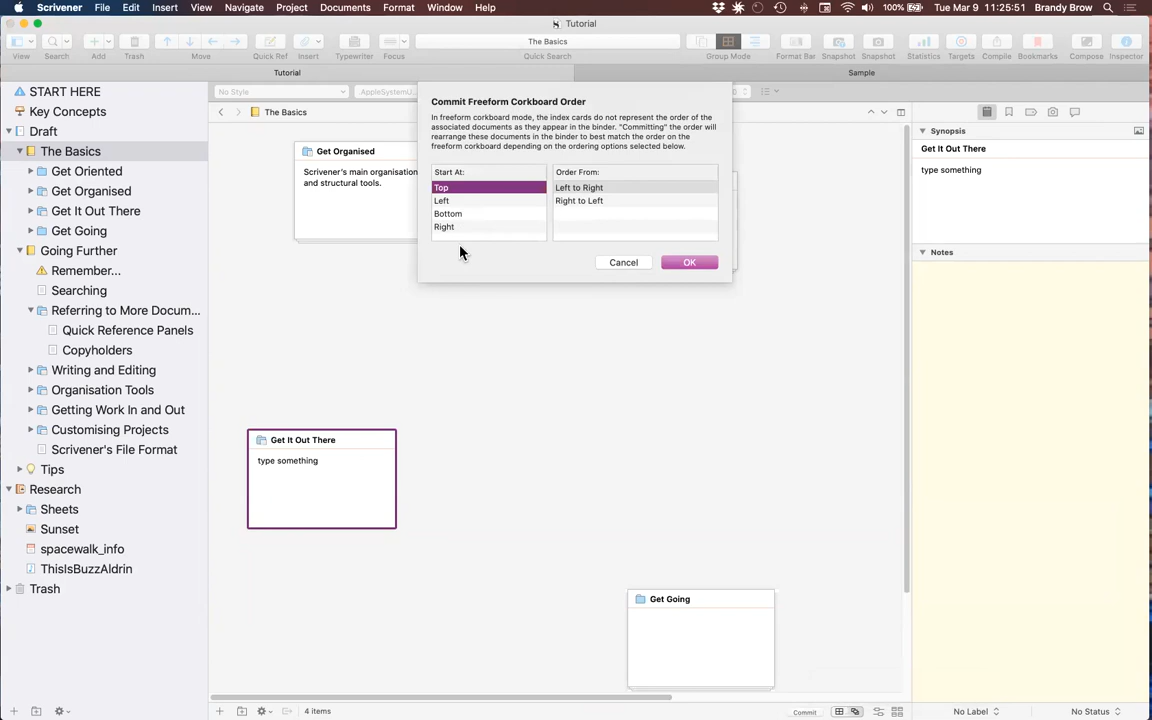 Scrivener File Edit Insert View Navigate Project Documents Format Window Help
100% Tue Mar 9 11:25:51 Brandy Brow
Tutorial
The Basics
View Search Add Trash Move Quick Ref Insert Typewriter Focus Quick Search Group Mode Format Bar Snapshot Snapshot Statistics Targets Compile Bookmarks Compose Inspector
Tutorial Sample
No Style
The Basics
START HERE
Key Concepts
Draft
The Basics
Get Oriented
Get Organised
Get It Out There
Get Going
Going Further
Remember...
Searching
Referring to More Docum...
Quick Reference Panels
Copyholders
Writing and Editing
Organisation Tools
Getting Work In and Out
Customising Projects
Scrivener's File Format
Tips
Research
Sheets
Sunset
spacewalk_info
ThisIsBuzzAldrin
Trash
Get Organised
Scrivener's main organisation
and structural tools.
Commit Freeform Corkboard Order
In freeform corkboard mode, the index cards do not represent the order of the
associated documents as they appear in the binder. "Committing" the order will
rearrange these documents in the binder to best match the order on the
freeform corkboard depending on the ordering options selected below.
Start At: Order From:
Top Left to Right
Left Right to Left
Bottom
Right
Cancel OK
Get It Out There
type something
Get Going
4 items
Commit
Synopsis
Get It Out There
type something
Notes
No Label No Status